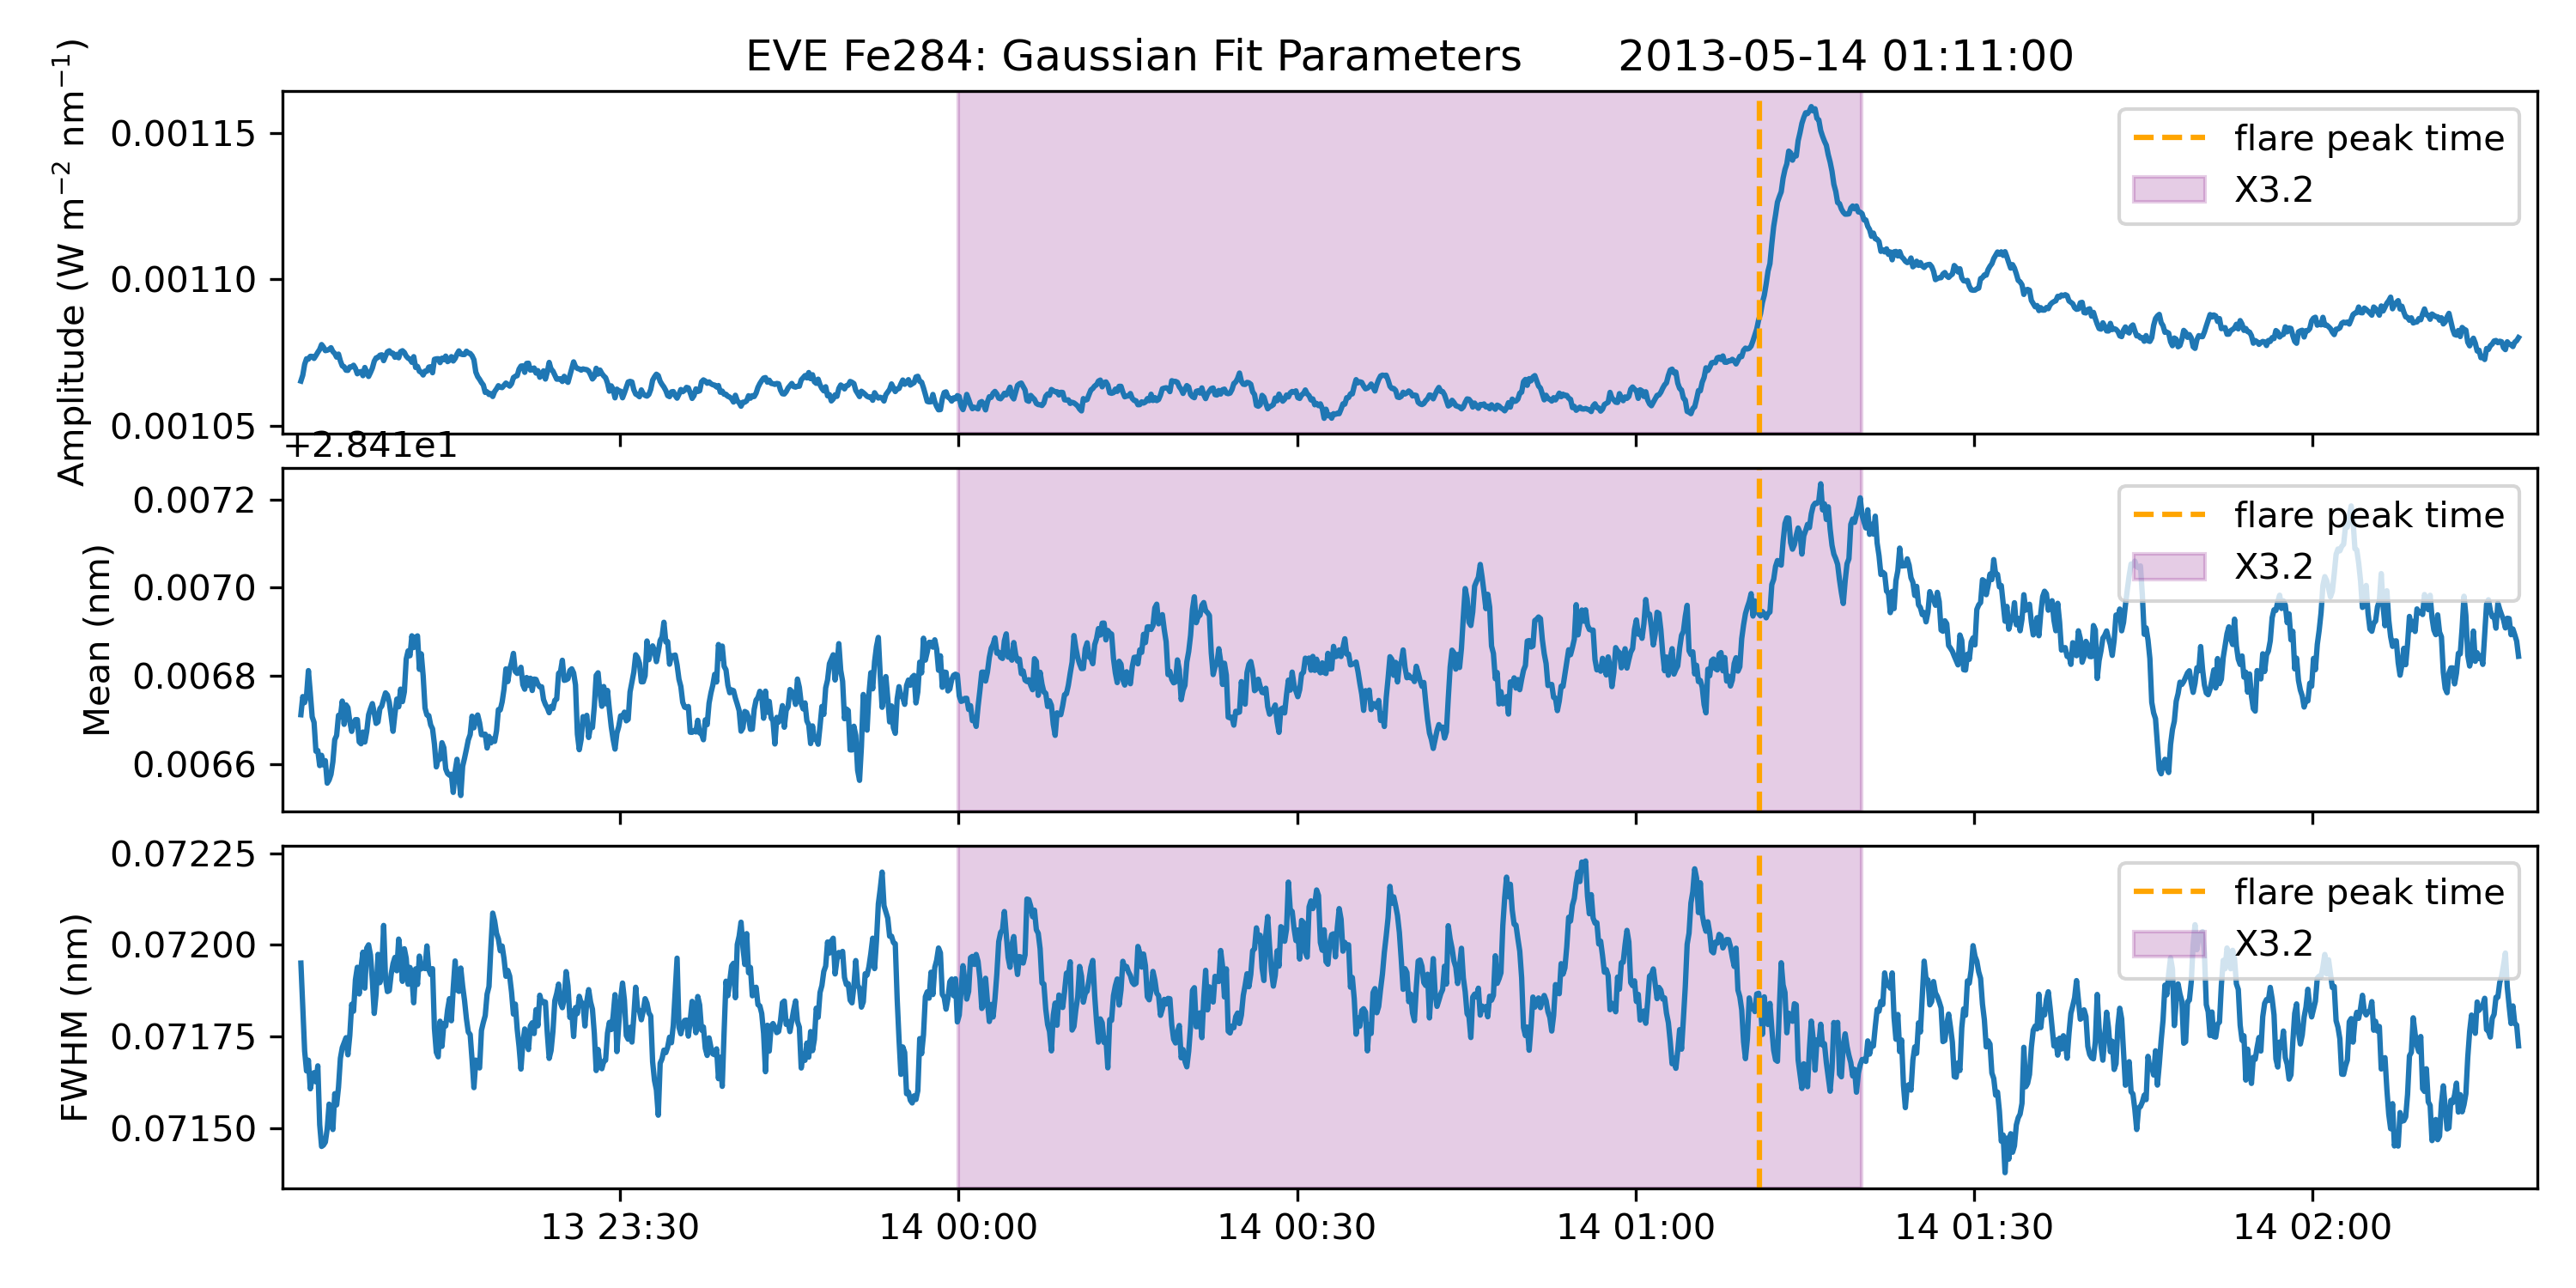 EVE Fe284: Gaussian Fit Parameters 2013-05-14 01:11:00
Amplitude (W m⁻² nm⁻¹)
0.00115
0.00110
0.00105
flare peak time
X3.2
+2.841e1
Mean (nm)
0.0072
0.0070
0.0068
0.0066
flare peak time
X3.2
FWHM (nm)
0.07225
0.07200
0.07175
0.07150
flare peak time
X3.2
13 23:30 14 00:00 14 00:30 14 01:00 14 01:30 14 02:00